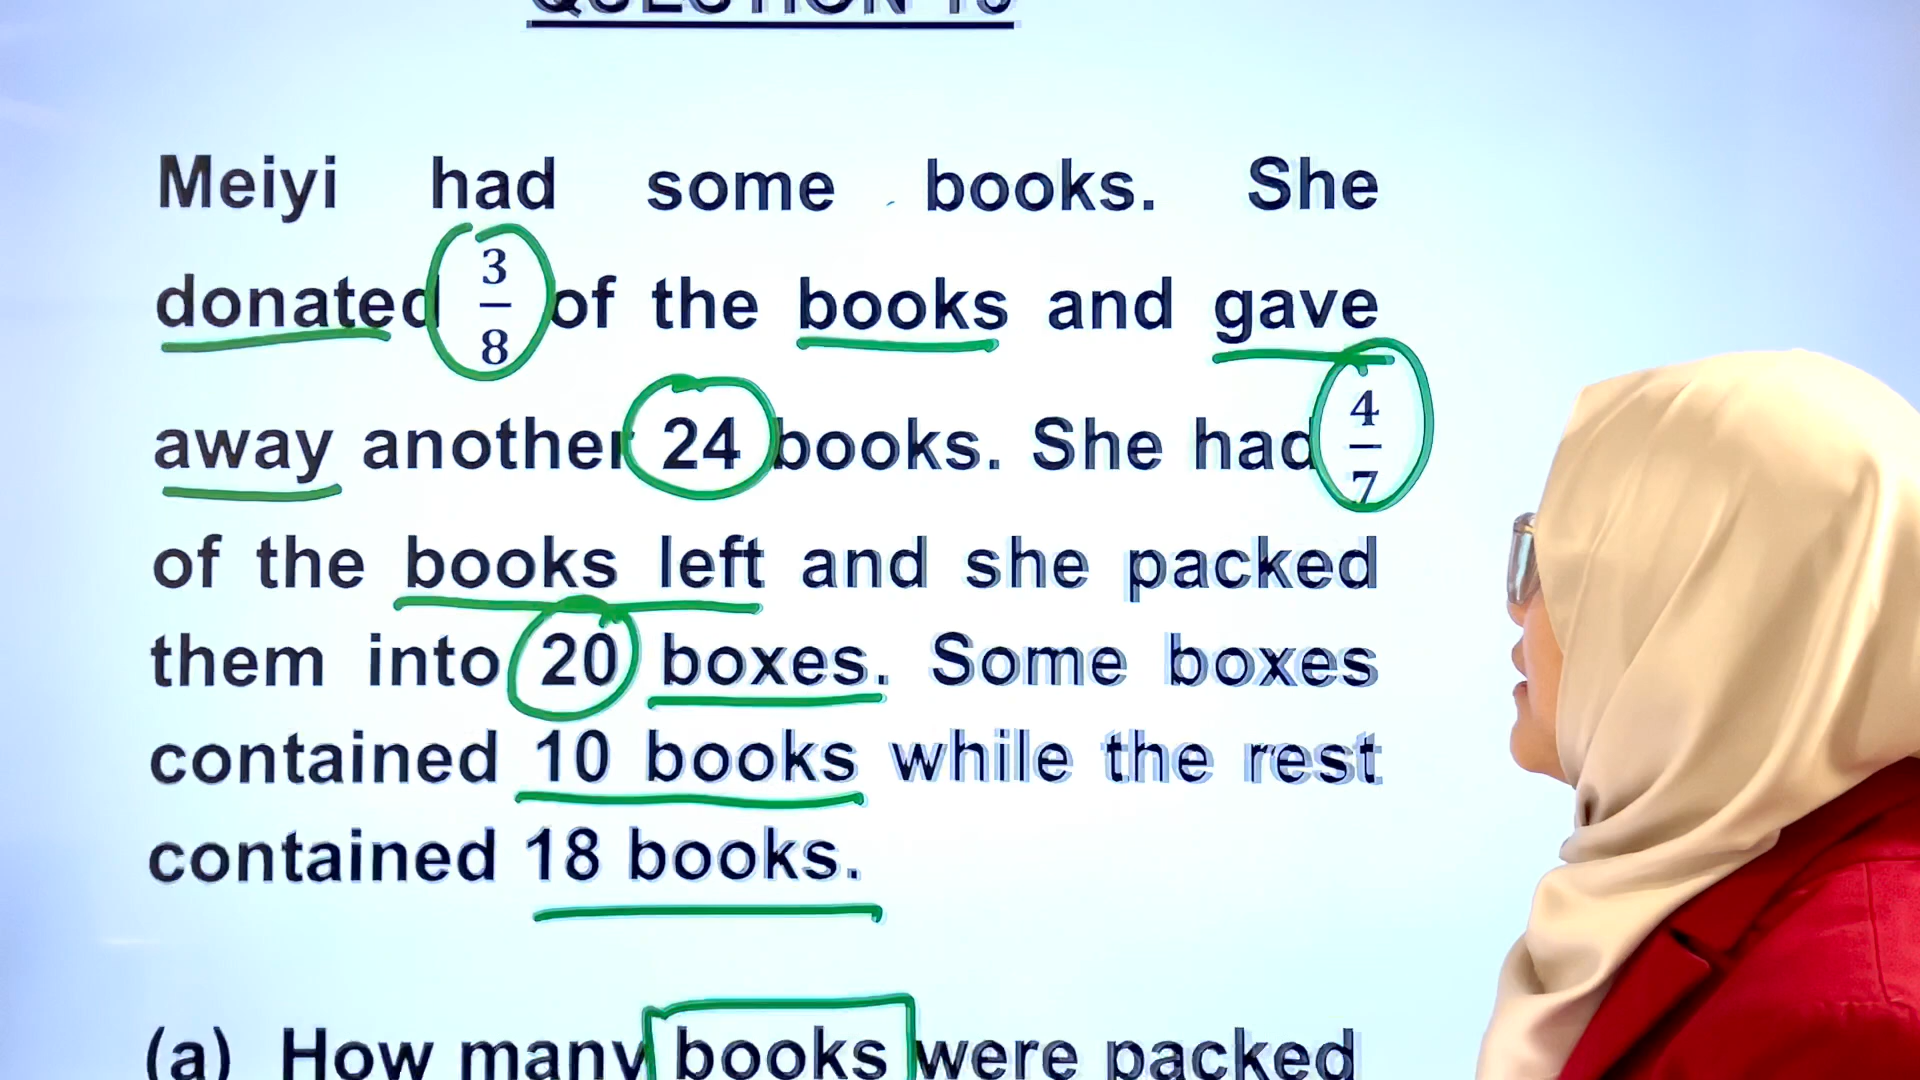 QUESTION 15
Meiyi had some books. She
donated 3/8 of the books and gave
away another 24 books. She had 4/7
of the books left and she packed
them into 20 boxes. Some boxes
contained 10 books while the rest
contained 18 books.
(a) How many books were packed